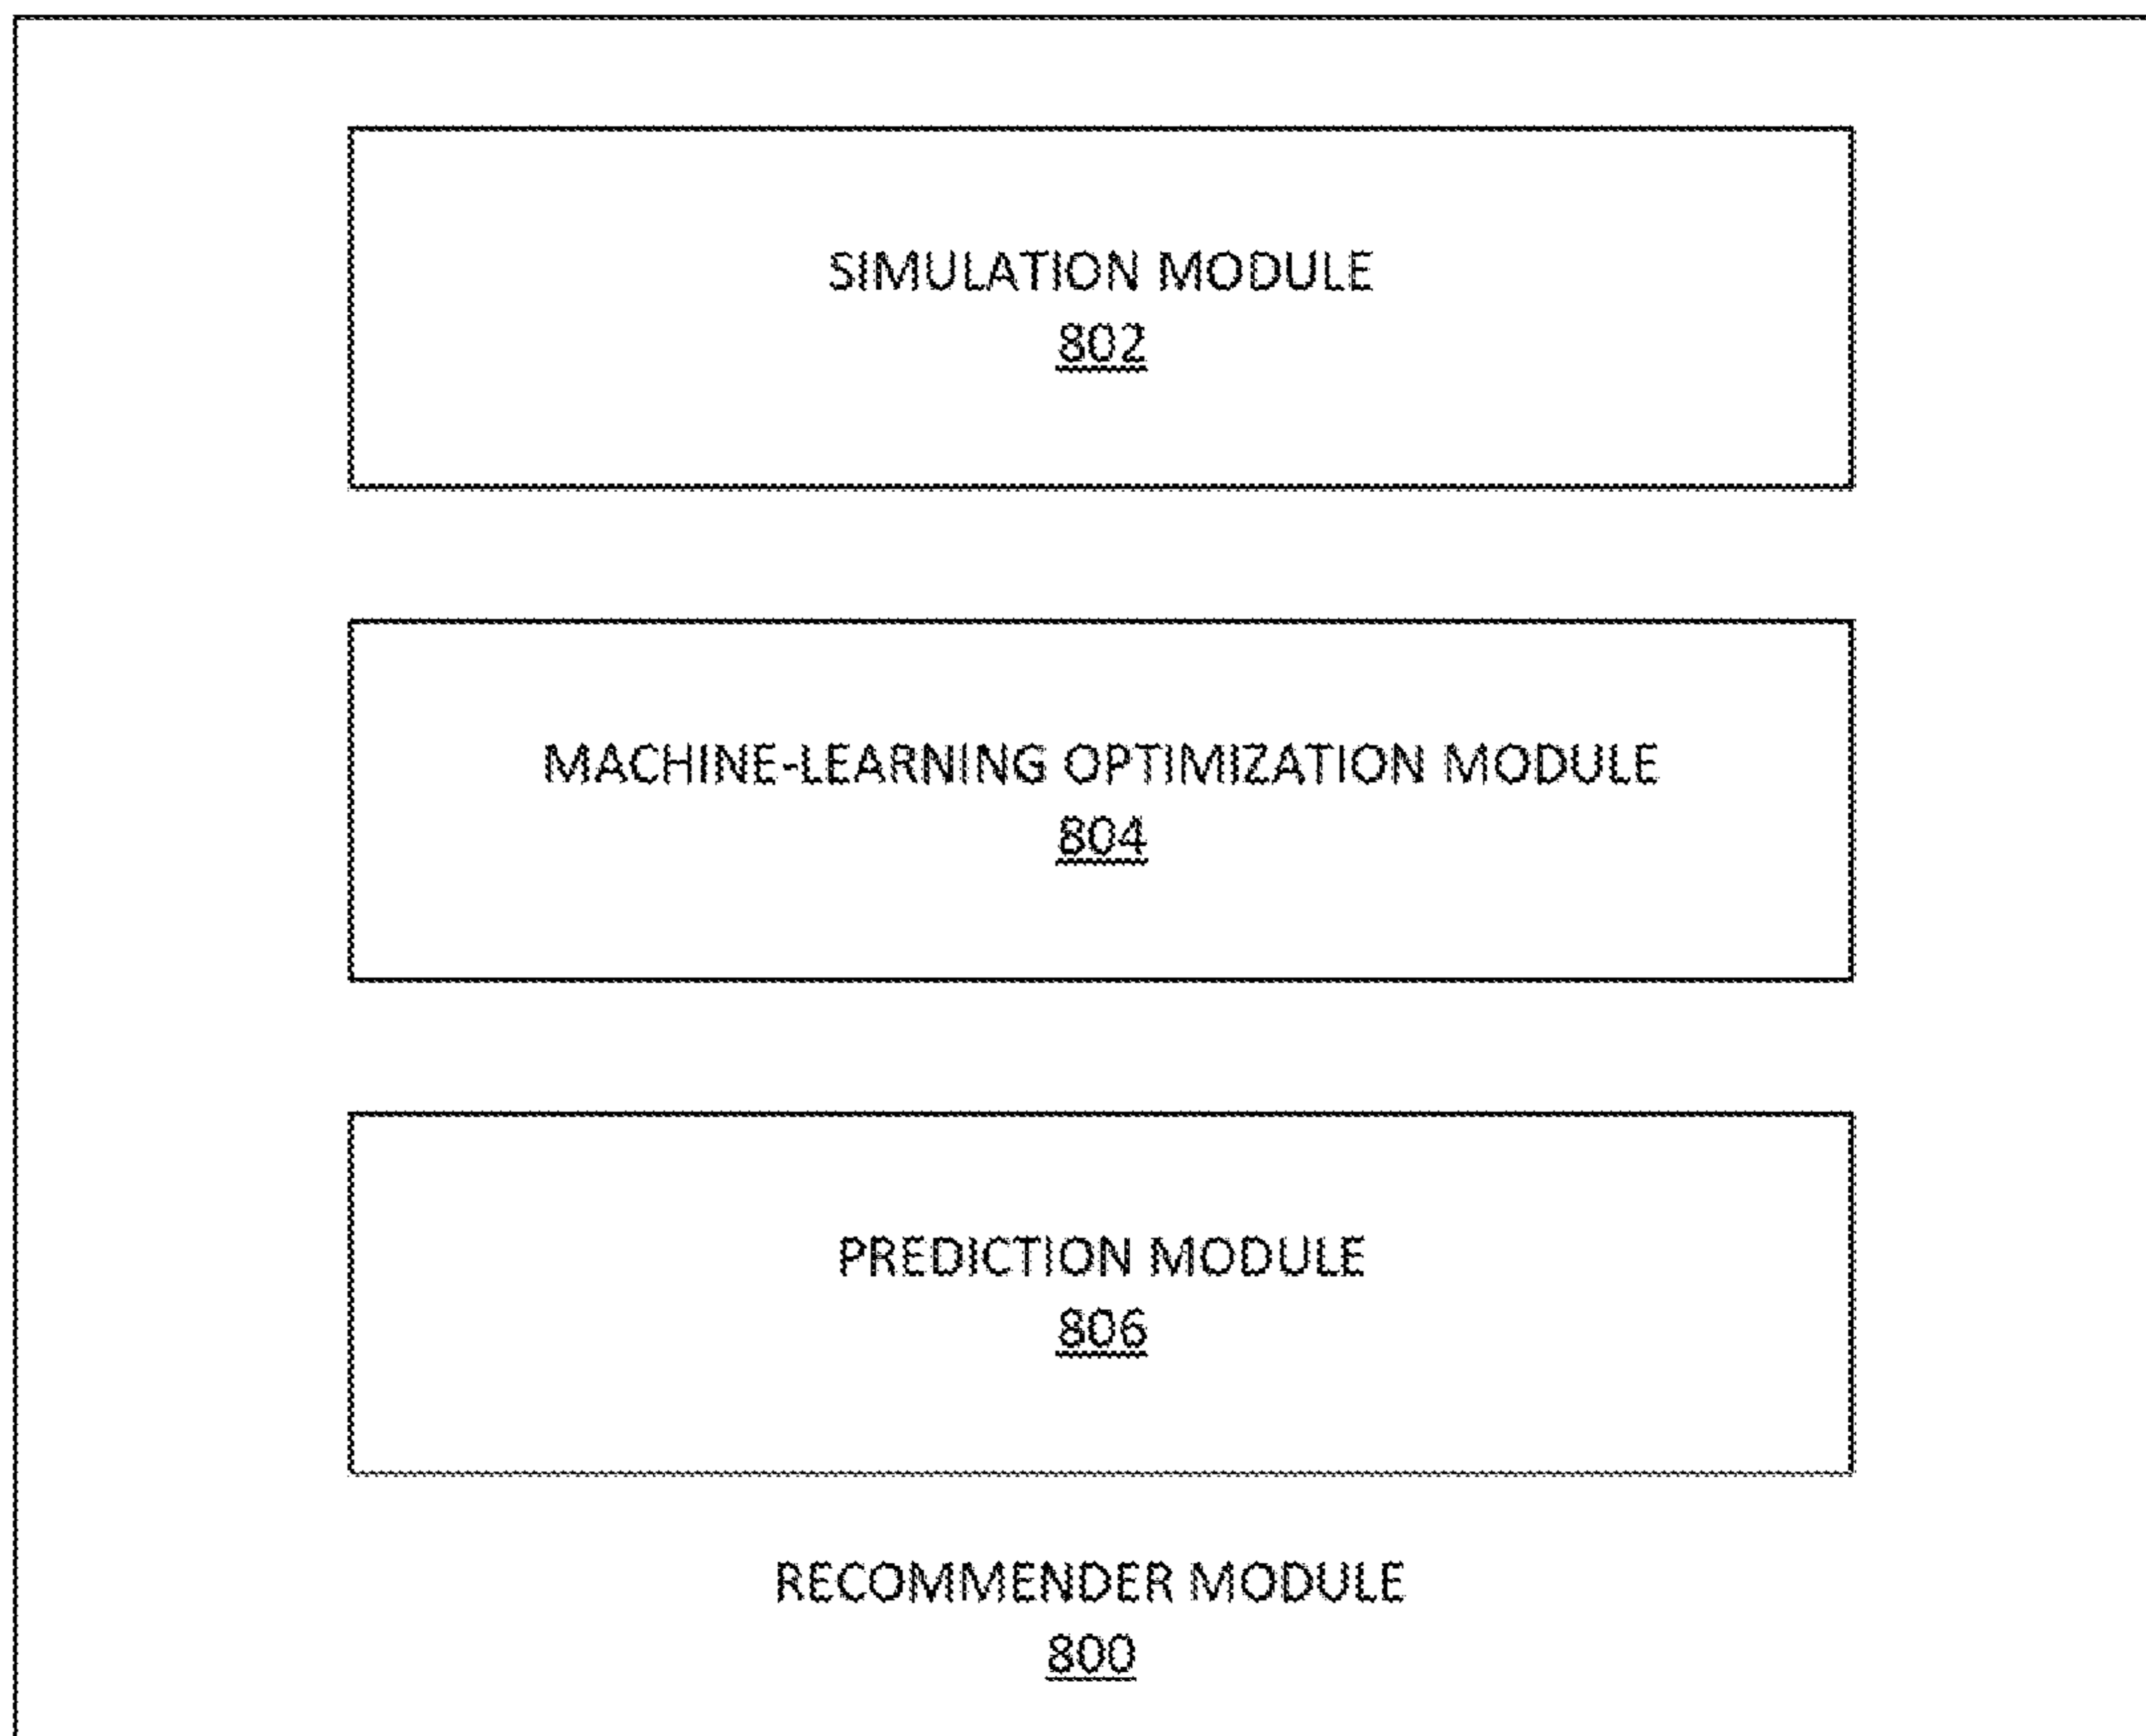 SIMULATION MODULE
802
MACHINE-LEARNING OPTIMIZATION MODULE
804
PREDICTION MODULE
806
RECOMMENDER MODULE
800